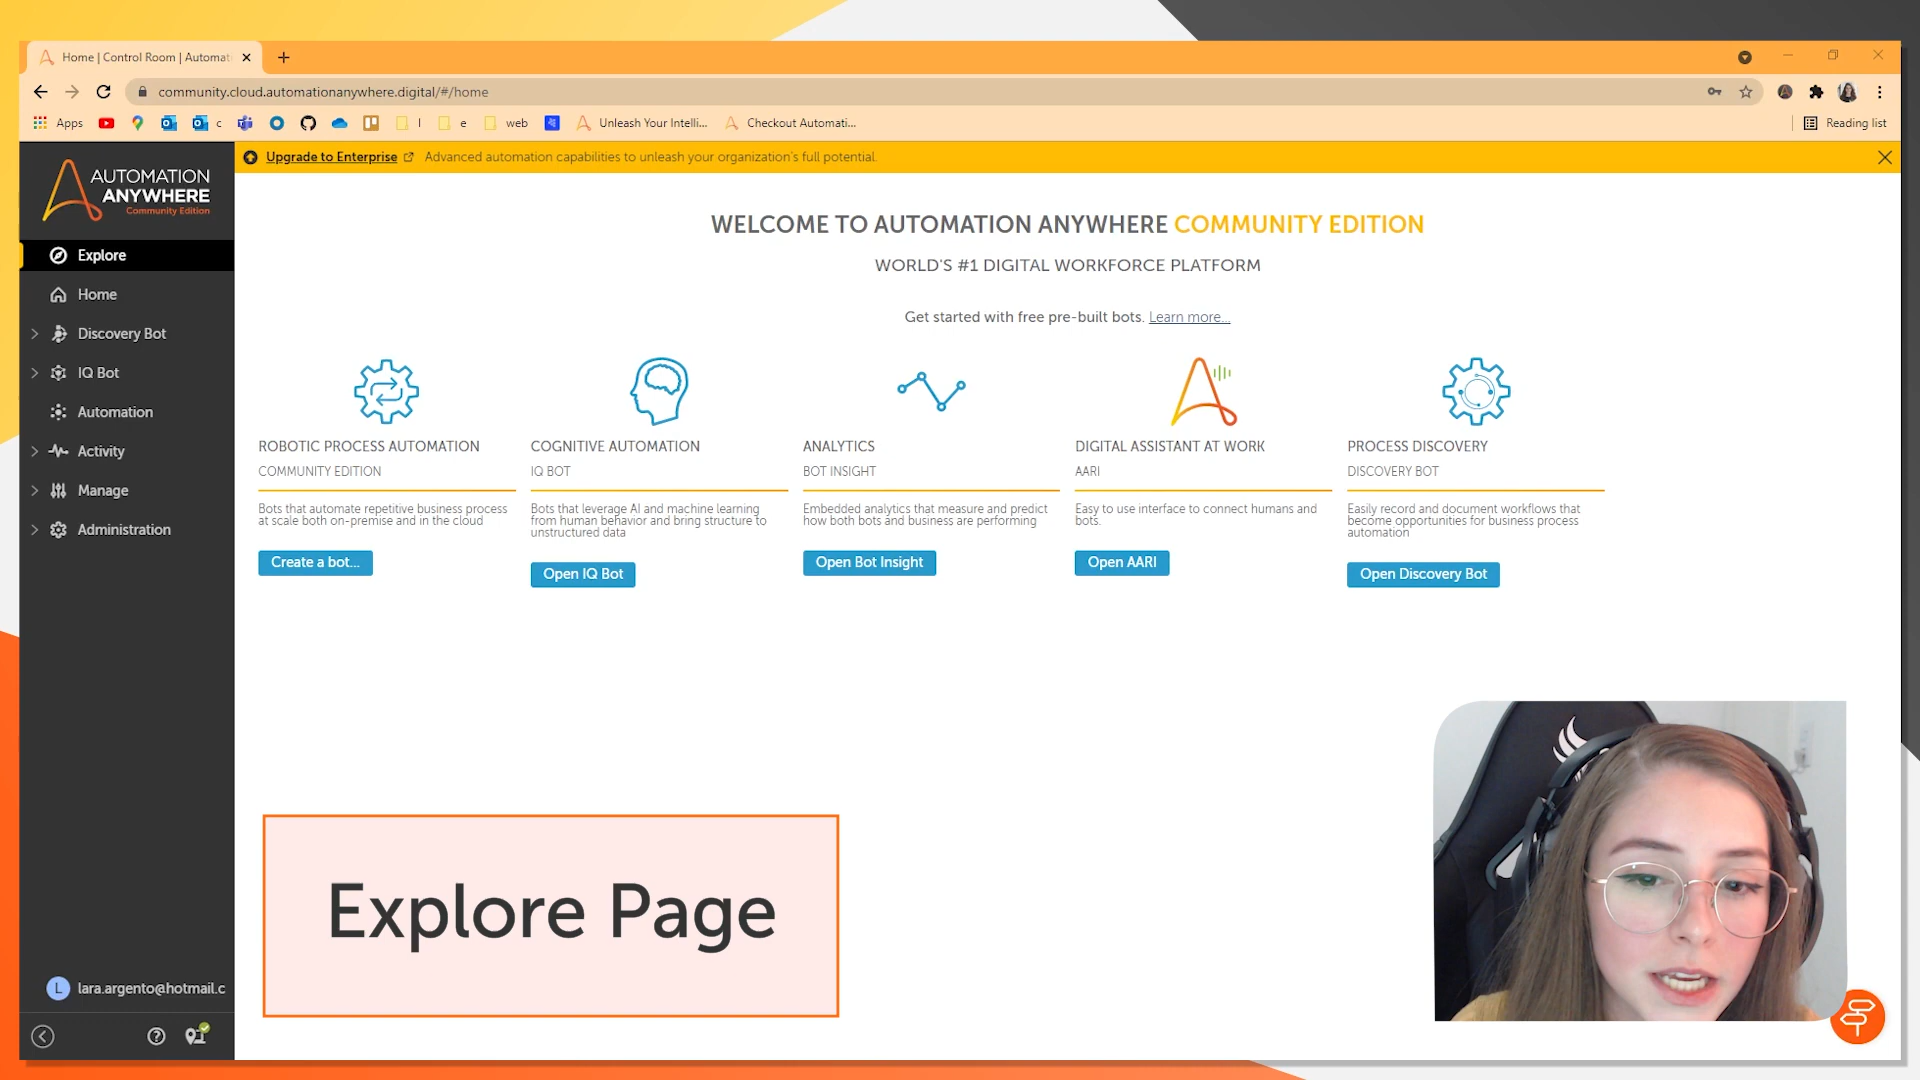 Home | Control Room | Automat
community.cloud.automationanywhere.digital/#/home
Apps
c
l
e
web
Unleash Your Intelli...
Checkout Automati...
Reading list
AUTOMATION
ANYWHERE
Community Edition
Upgrade to Enterprise Advanced automation capabilities to unleash your organization's full potential.
Explore
Home
Discovery Bot
IQ Bot
Automation
Activity
Manage
Administration
L lara.argento@hotmail.c
WELCOME TO AUTOMATION ANYWHERE COMMUNITY EDITION
WORLD'S #1 DIGITAL WORKFORCE PLATFORM
Get started with free pre-built bots. Learn more...
ROBOTIC PROCESS AUTOMATION
COMMUNITY EDITION
Bots that automate repetitive business process
at scale both on-premise and in the cloud
Create a bot...
COGNITIVE AUTOMATION
IQ BOT
Bots that leverage AI and machine learning
from human behavior and bring structure to
unstructured data
Open IQ Bot
ANALYTICS
BOT INSIGHT
Embedded analytics that measure and predict
how both bots and business are performing
Open Bot Insight
DIGITAL ASSISTANT AT WORK
AARI
Easy to use interface to connect humans and
bots.
Open AARI
PROCESS DISCOVERY
DISCOVERY BOT
Easily record and document workflows that
become opportunities for business process
automation
Open Discovery Bot
Explore Page